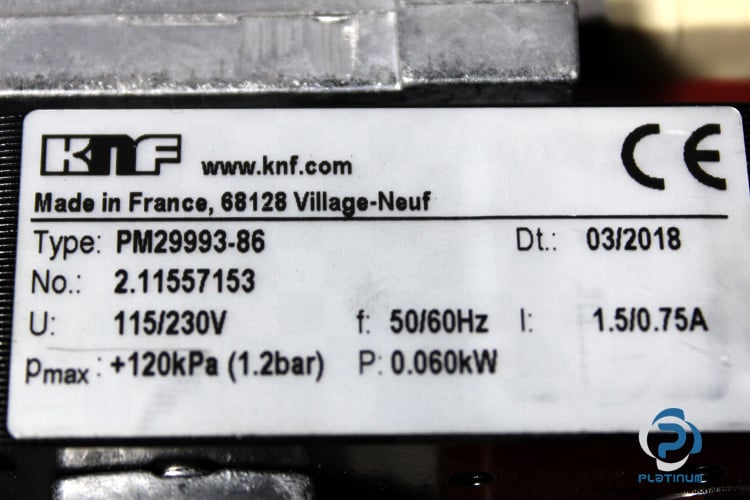 KNF www.knf.com CE
Made in France, 68128 Village-Neuf
Type: PM29993-86 Dt.: 03/2018
No.: 2.11557153
U: 115/230V f: 50/60Hz I: 1.5/0.75A
pmax: +120kPa (1.2bar) P: 0.060kW
PLATINUM